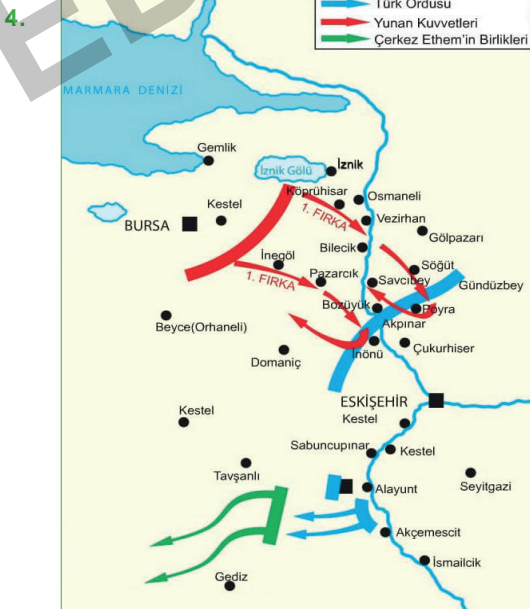 4.
Türk Ordusu
Yunan Kuvvetleri
Çerkez Ethem'in Birlikleri
MARMARA DENİZİ
Gemlik
İznik Gölü
İznik
Köprühisar
Osmaneli
Kestel
1. FIRKA
Vezirhan
BURSA
Gölpazarı
Bilecik
İnegöl
Söğüt
1. FIRKA
Pazarcık
Savcıbey
Gündüzbey
Bozüyük
Poyra
Beyce(Orhaneli)
Akpınar
İnönü
Çukurhiser
Domaniç
ESKİŞEHİR
Kestel
Kestel
Sabuncupınar
Kestel
Tavşanlı
Seyitgazi
Alayunt
Akçemescit
İsmailcik
Gediz